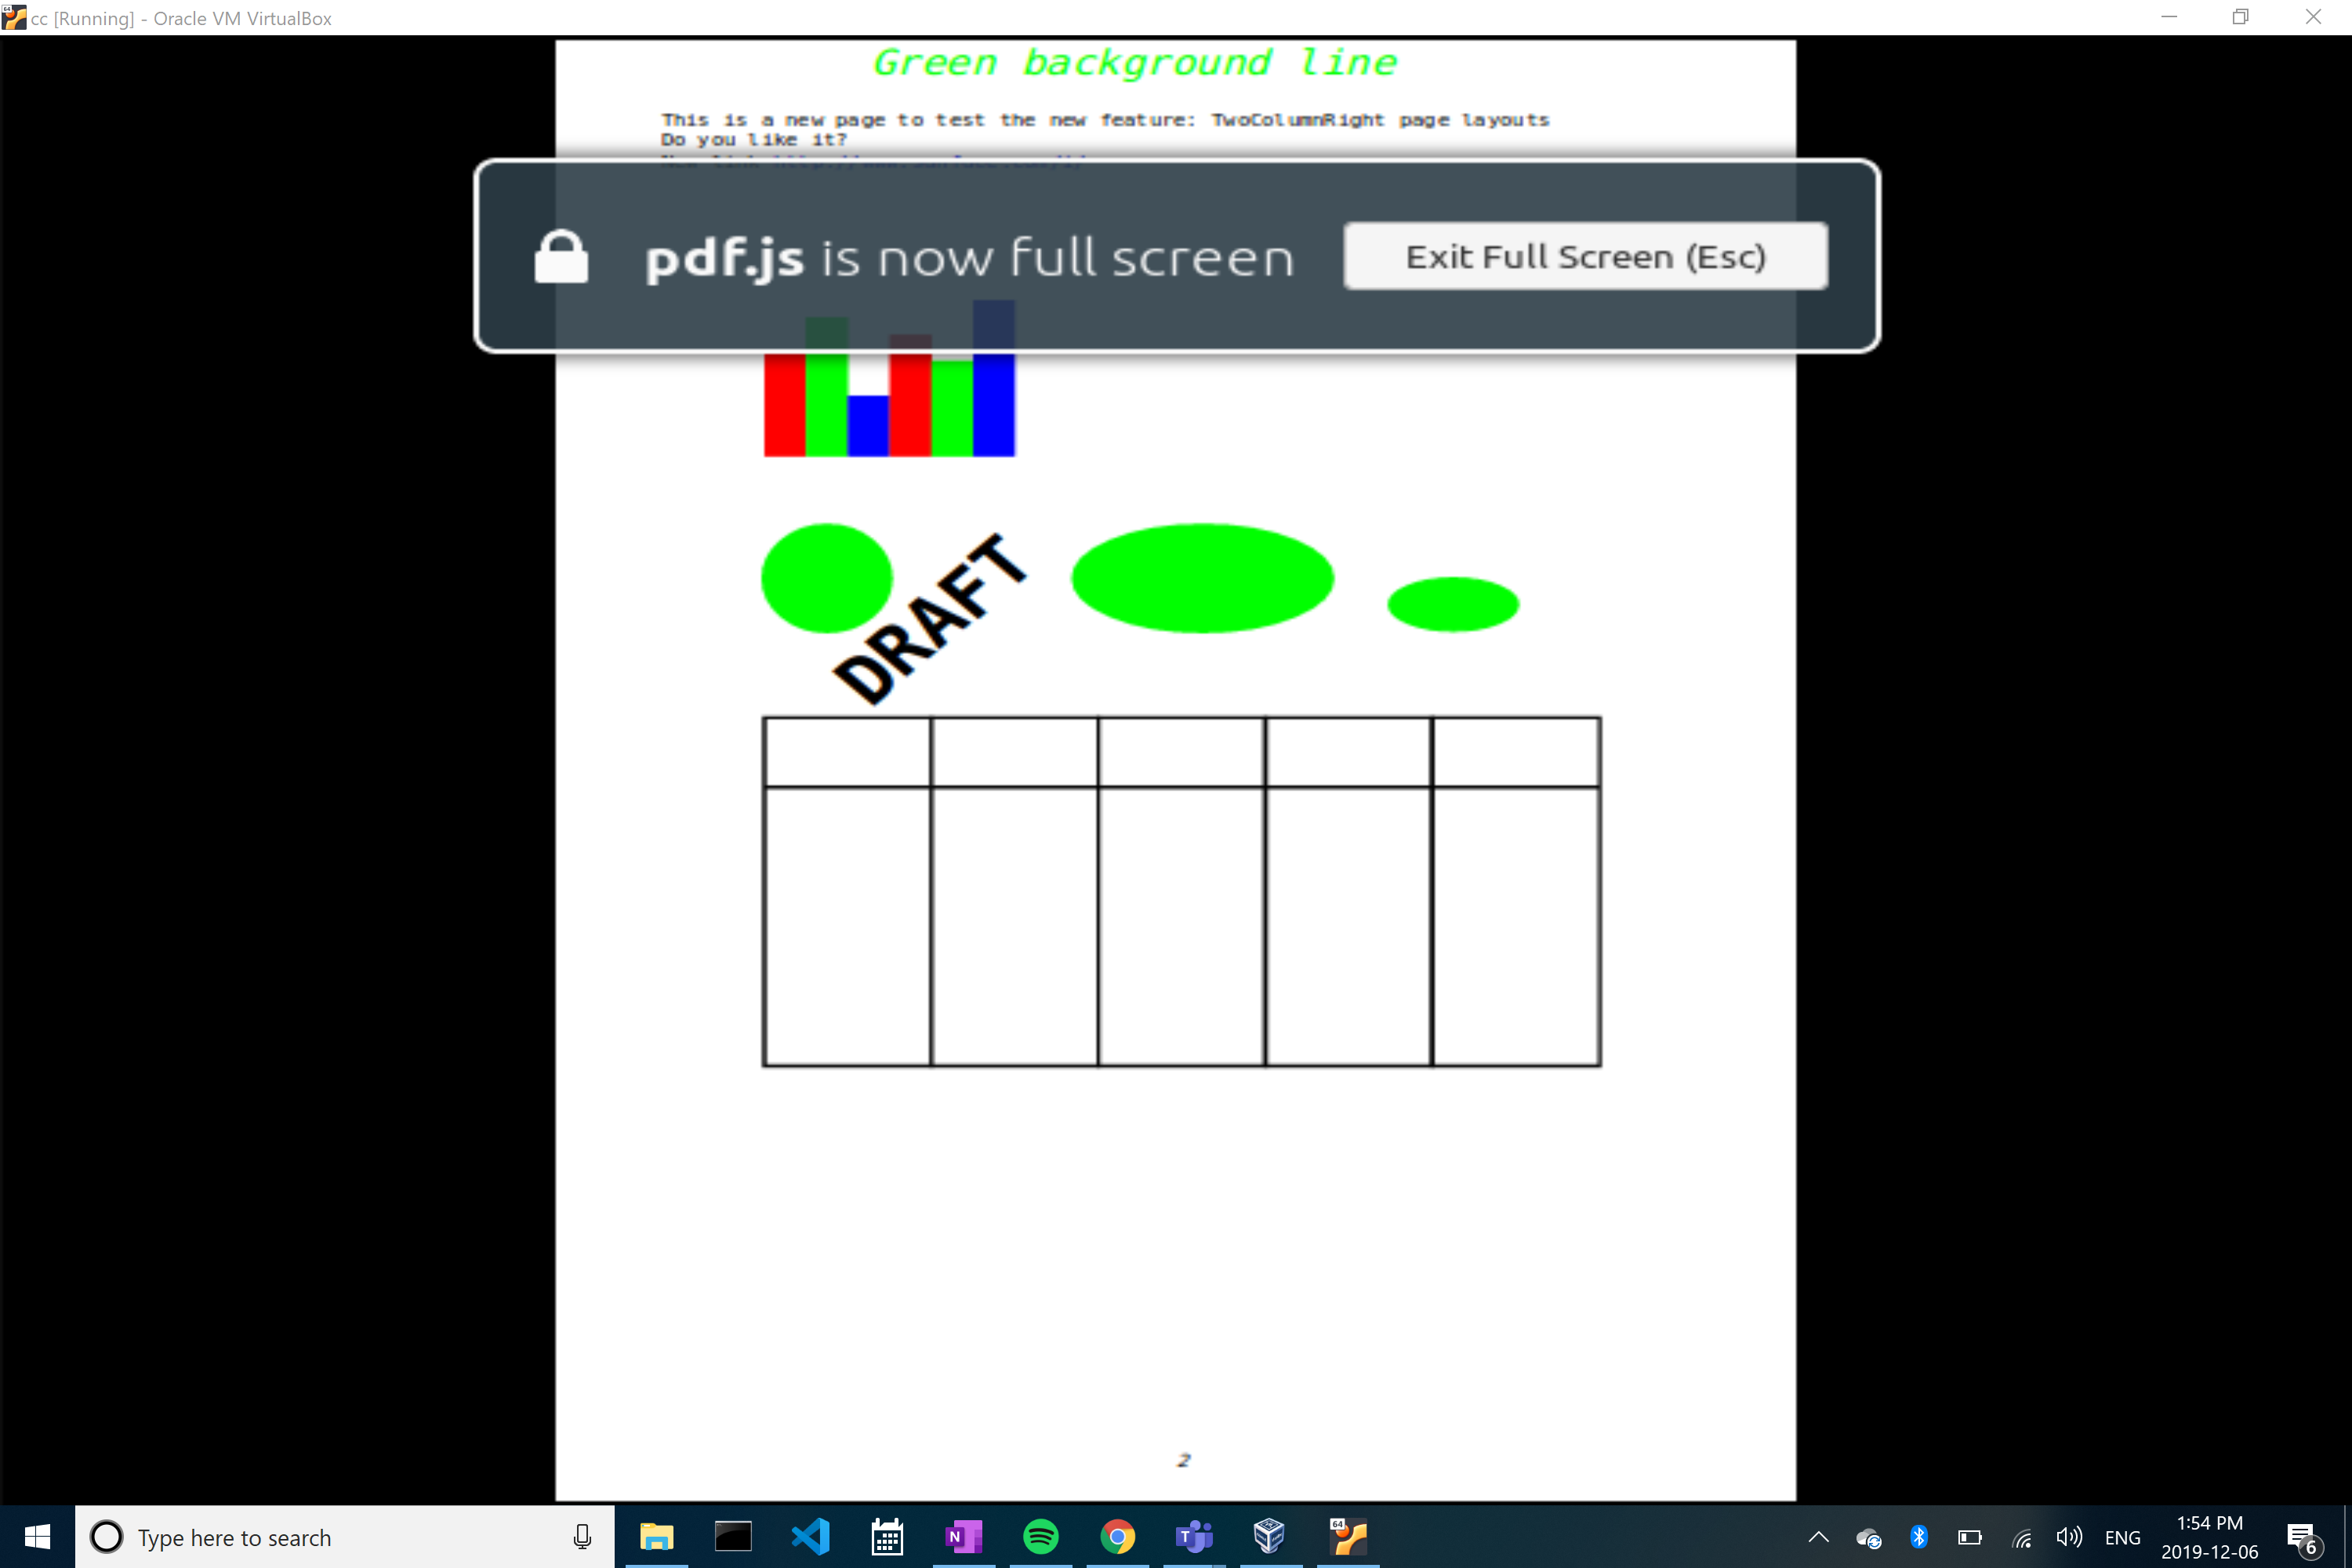 64
cc [Running] - Oracle VM VirtualBox
Green background line
This is a new page to test the new feature: TwoColumnRight page layouts
Do you like it?
pdf.js is now full screen
Exit Full Screen (Esc)
DRAFT
2
Type here to search
N
T
64
ENG
1:54 PM
2019-12-06
6